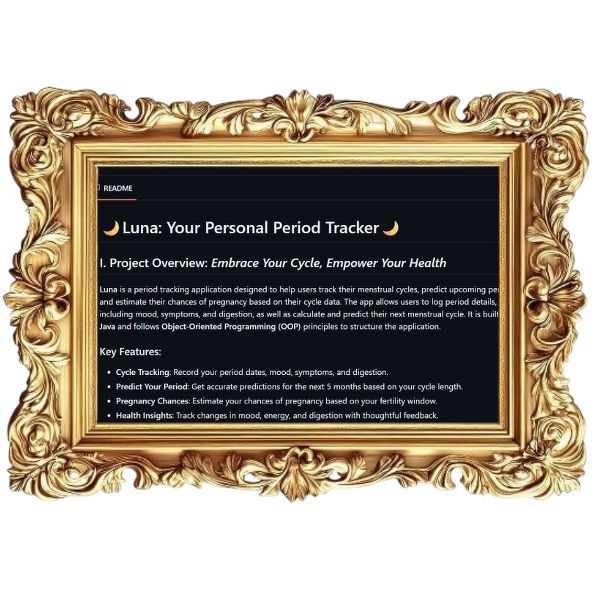 README
🌙Luna: Your Personal Period Tracker🌙
I. Project Overview: Embrace Your Cycle, Empower Your Health
Luna is a period tracking application designed to help users track their menstrual cycles, predict upcoming
and estimate their chances of pregnancy based on their cycle data. The app allows users to log period details,
including mood, symptoms, and digestion, as well as calculate and predict their next menstrual cycle. It is built
Java and follows Object-Oriented Programming (OOP) principles to structure the application.
Key Features:
• Cycle Tracking: Record your period dates, mood, symptoms, and digestion.
• Predict Your Period: Get accurate predictions for the next 5 months based on your cycle length.
• Pregnancy Chances: Estimate your chances of pregnancy based on your fertility window.
• Health Insights: Track changes in mood, energy, and digestion with thoughtful feedback.